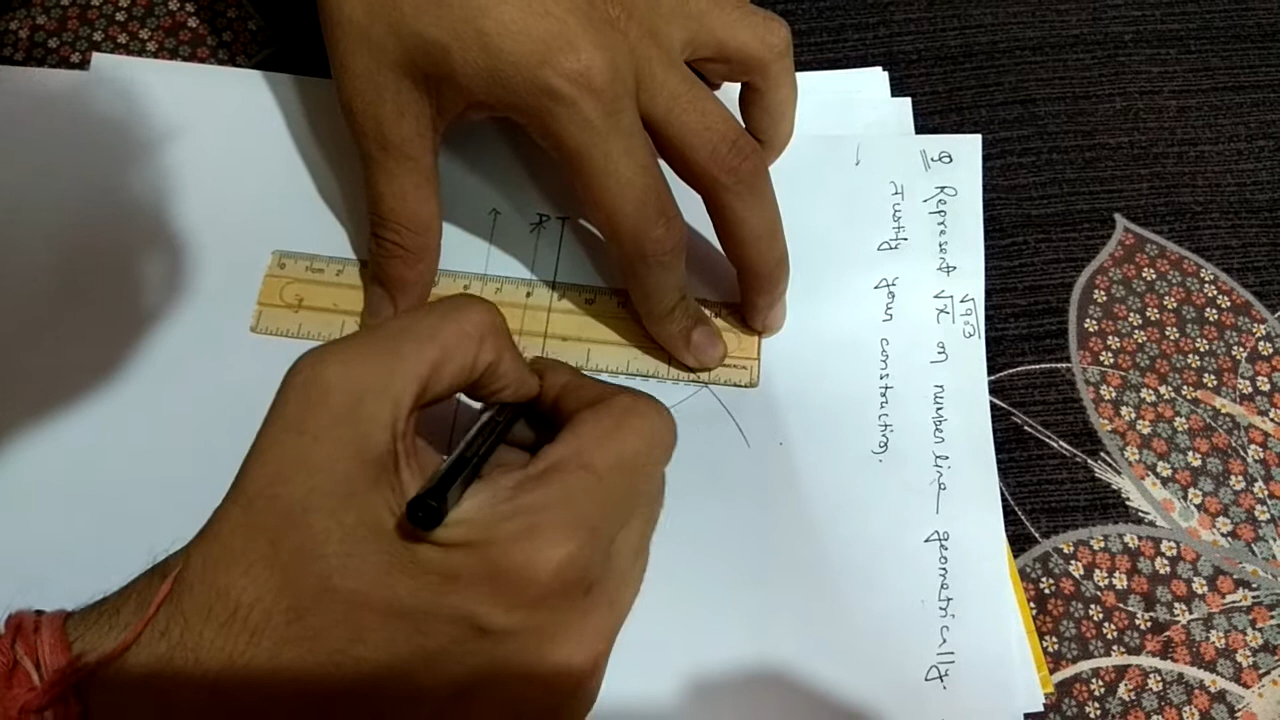 Q Represent √x on number line geometrically.
√9.3
Justify your construction.